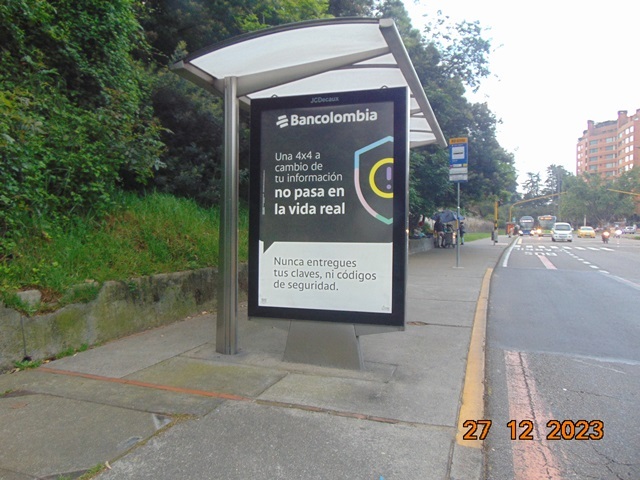 JCDecaux
Bancolombia
Una 4x4 a
cambio de
tu información
no pasa en
la vida real
Nunca entregues
tus claves, ni códigos
de seguridad.
27 12 2023